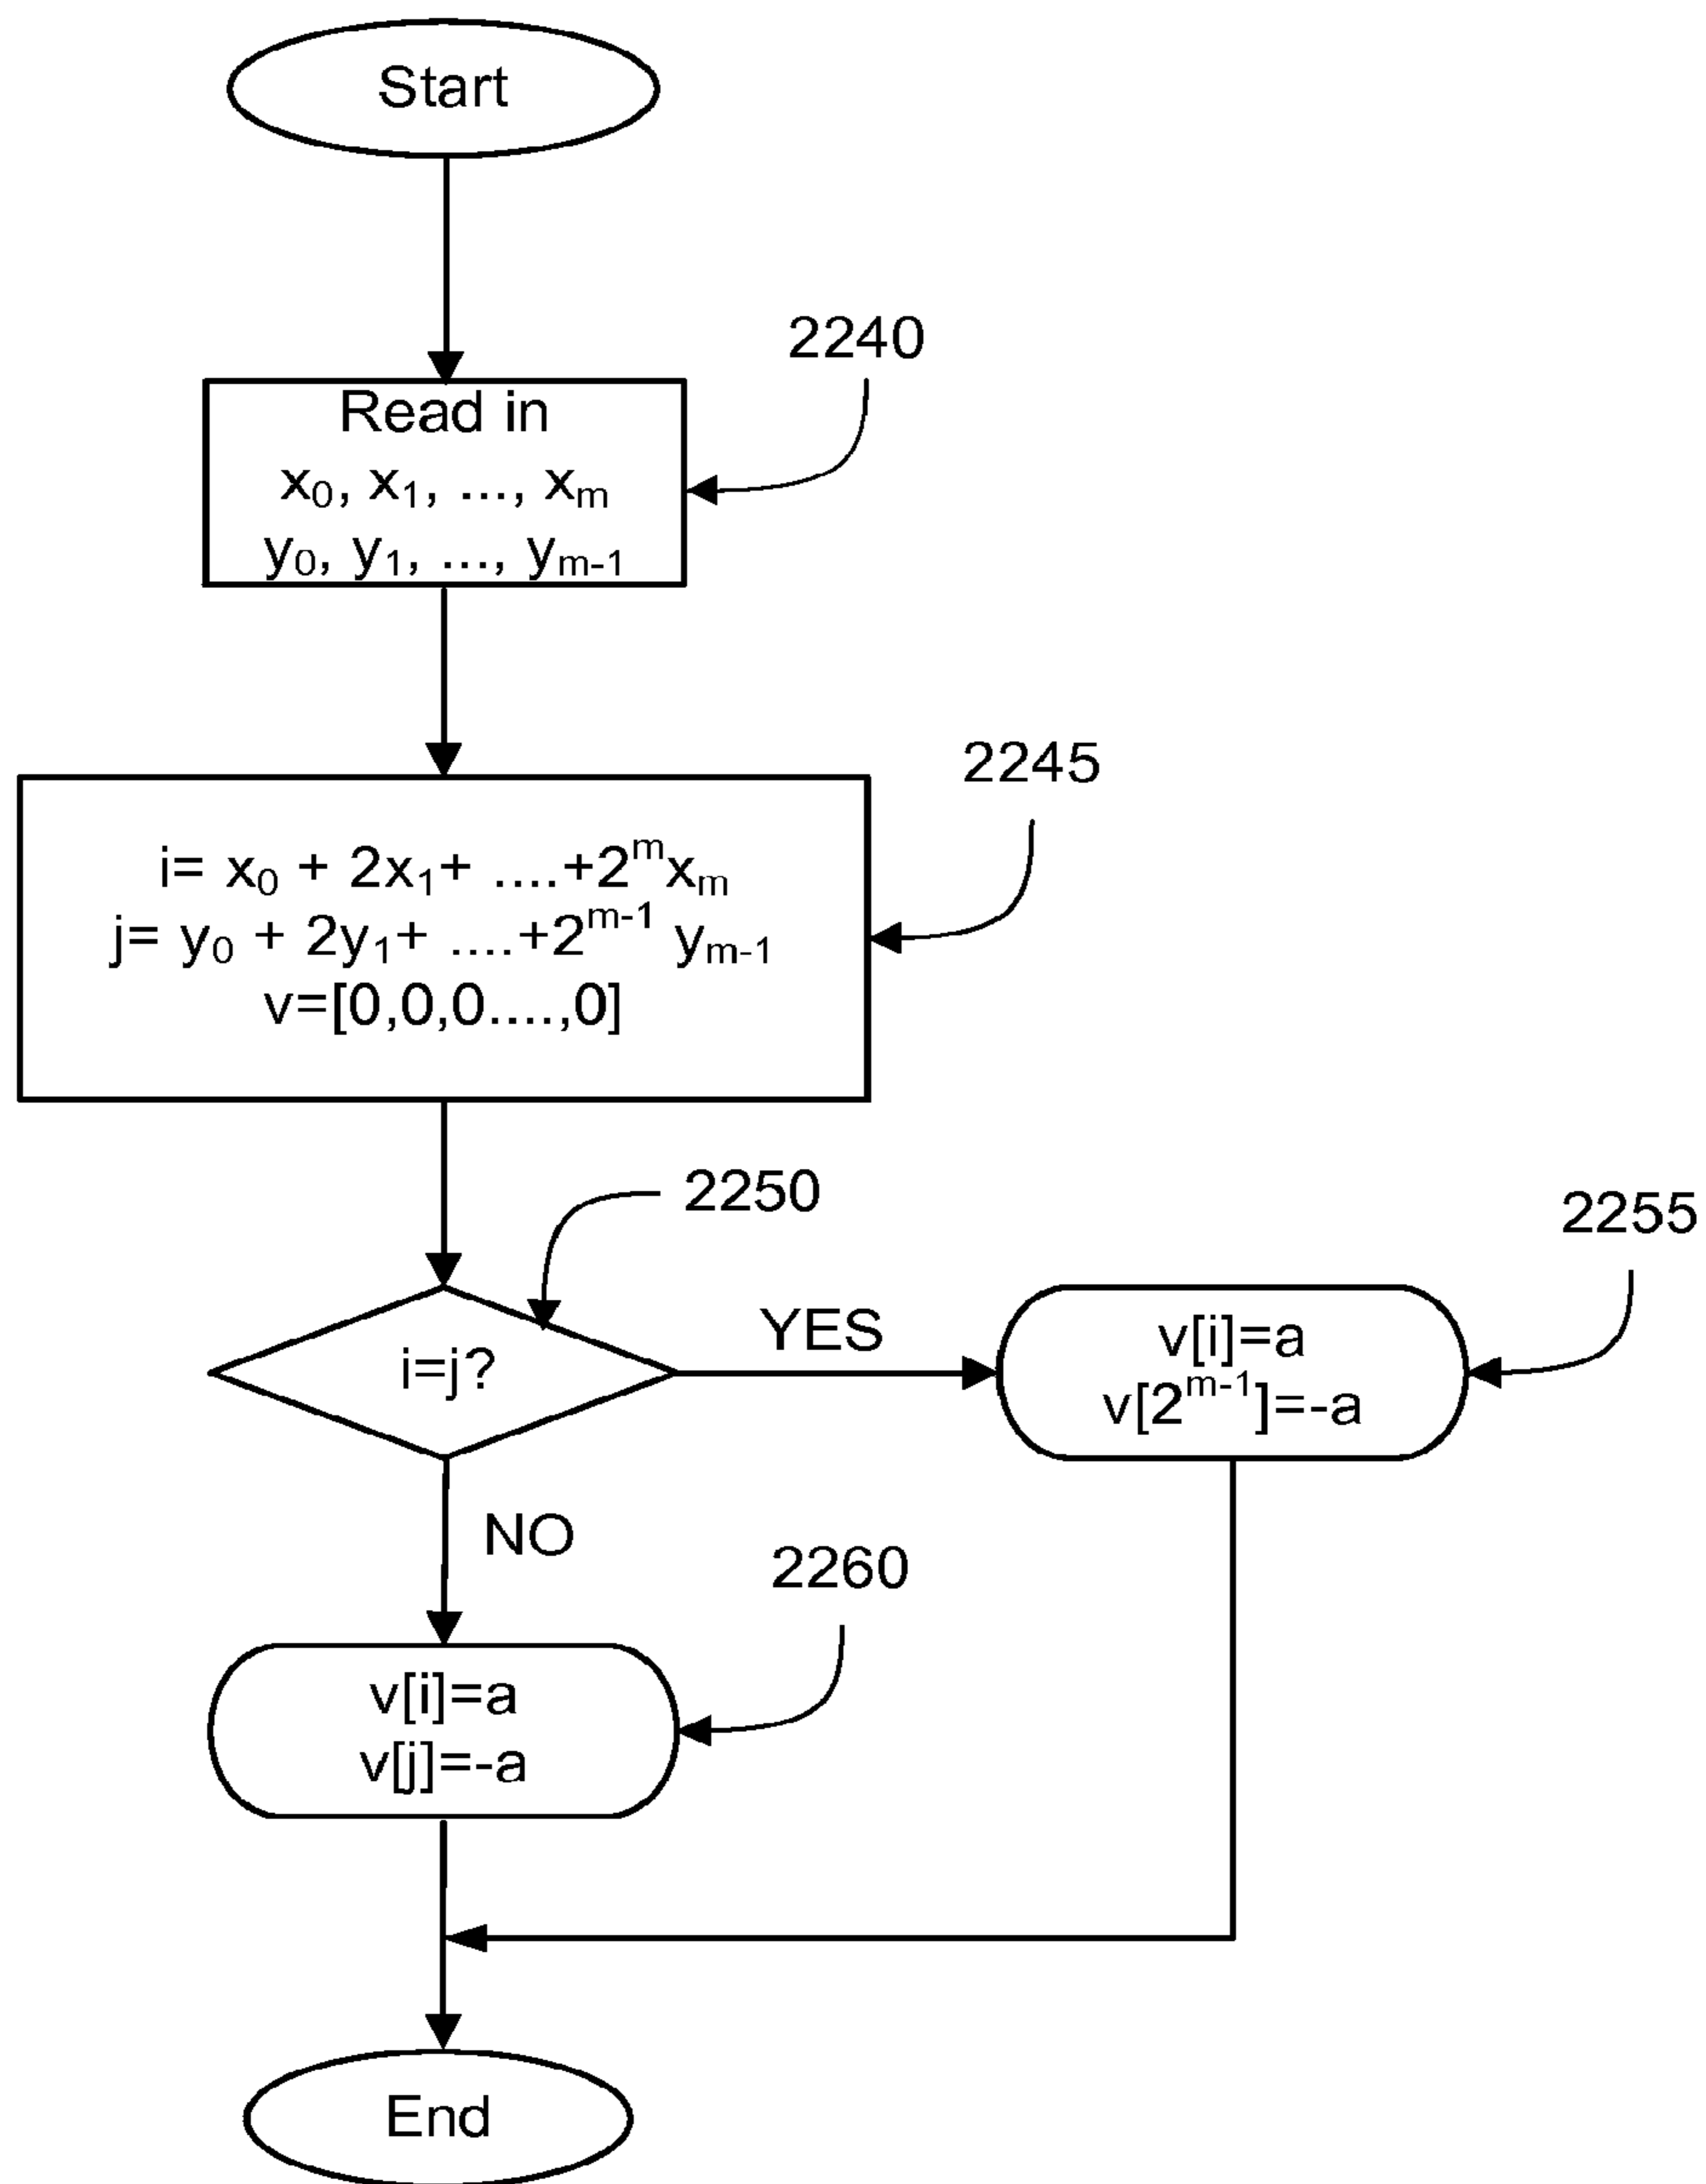 Start
2240
Read in
x₀, x₁, ..., xₘ
y₀, y₁, ..., yₘ₋₁
2245
i= x₀ + 2x₁+ ....+2ᵐxₘ
j= y₀ + 2y₁+ ....+2ᵐ⁻¹ yₘ₋₁
v=[0,0,0....,0]
2250
2255
i=j?
YES
v[i]=a
v[2ᵐ⁻¹]=-a
NO
2260
v[i]=a
v[j]=-a
End